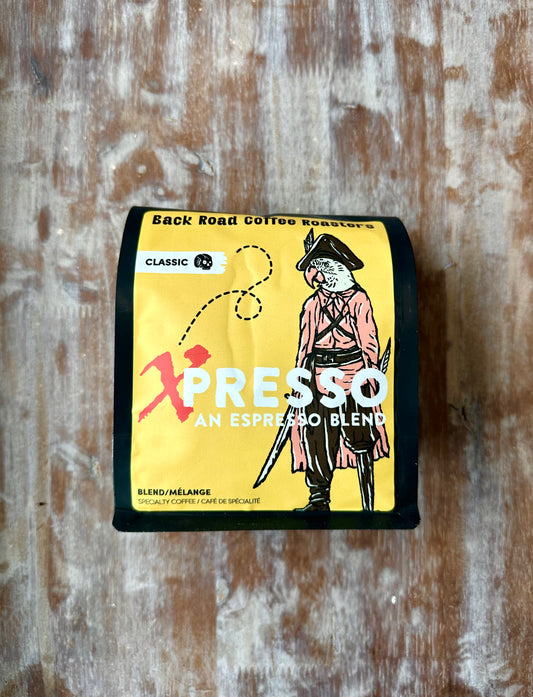 Back Road Coffee Roasters
CLASSIC
XPRESSO
AN ESPRESSO BLEND
BLEND/MÉLANGE
SPECIALTY COFFEE / CAFÉ DE SPÉCIALITÉ